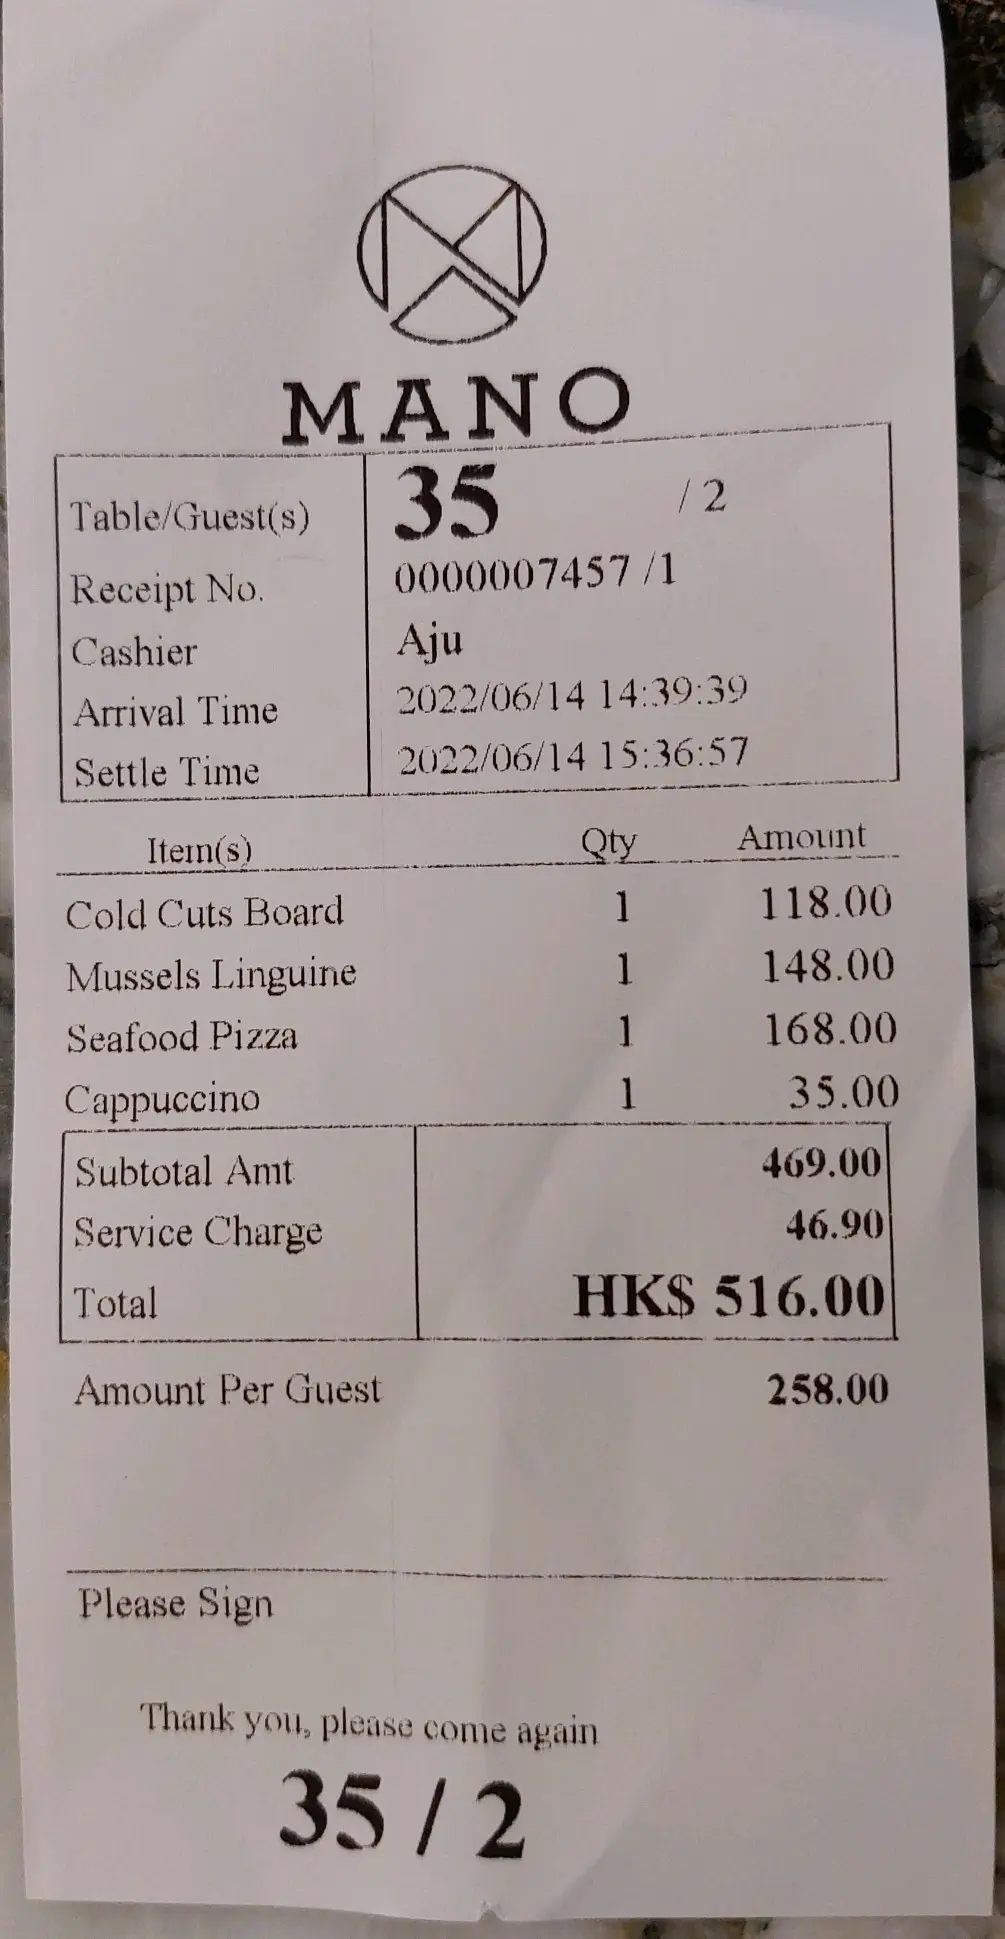 MANO
Table/Guest(s) 35 / 2
Receipt No. 0000007457 /1
Cashier Aju
Arrival Time 2022/06/14 14:39:39
Settle Time 2022/06/14 15:36:57
Item(s) Qty Amount
Cold Cuts Board 1 118.00
Mussels Linguine 1 148.00
Seafood Pizza 1 168.00
Cappuccino 1 35.00
Subtotal Amt 469.00
Service Charge 46.90
Total HK$ 516.00
Amount Per Guest 258.00
Please Sign
Thank you, please come again
35 / 2